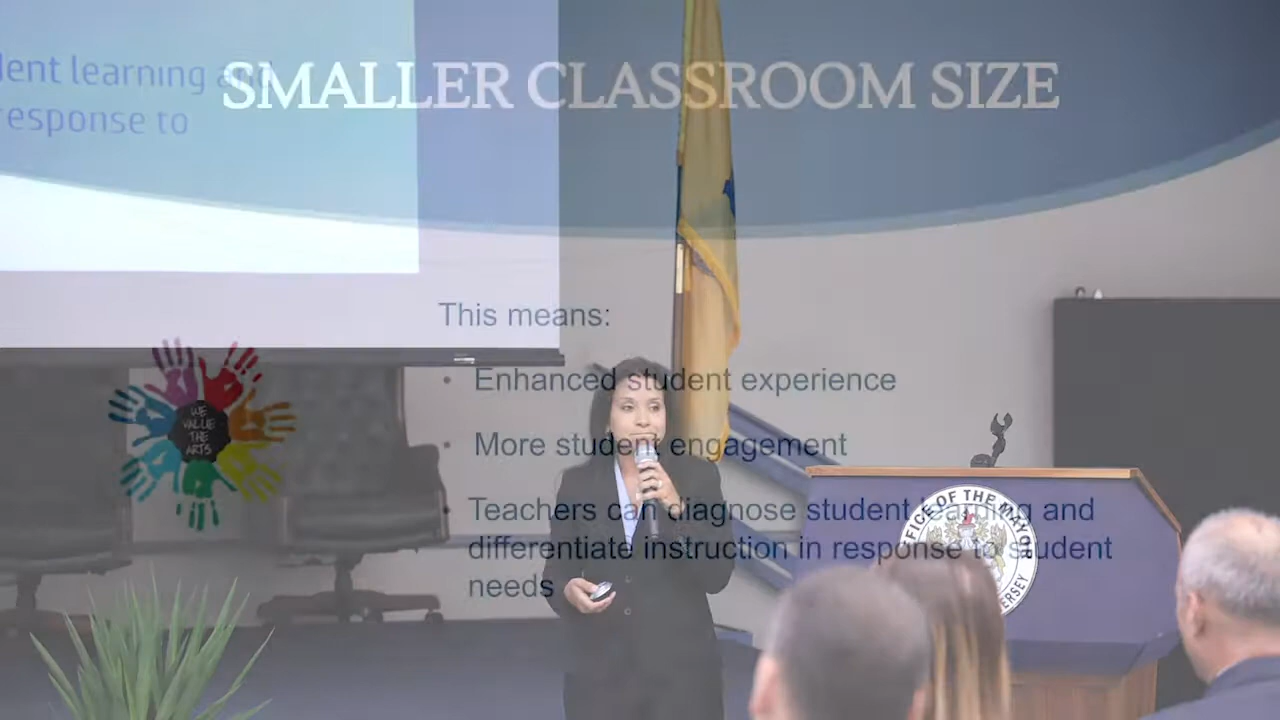 dent learning and
response to
SMALLER CLASSROOM SIZE
This means:
• Enhanced student experience
• More student engagement
• Teachers can diagnose student learning and
differentiate instruction in response to student
needs
WE
VALUE
THE
ARTS
OFFICE OF THE MAYOR
JERSEY